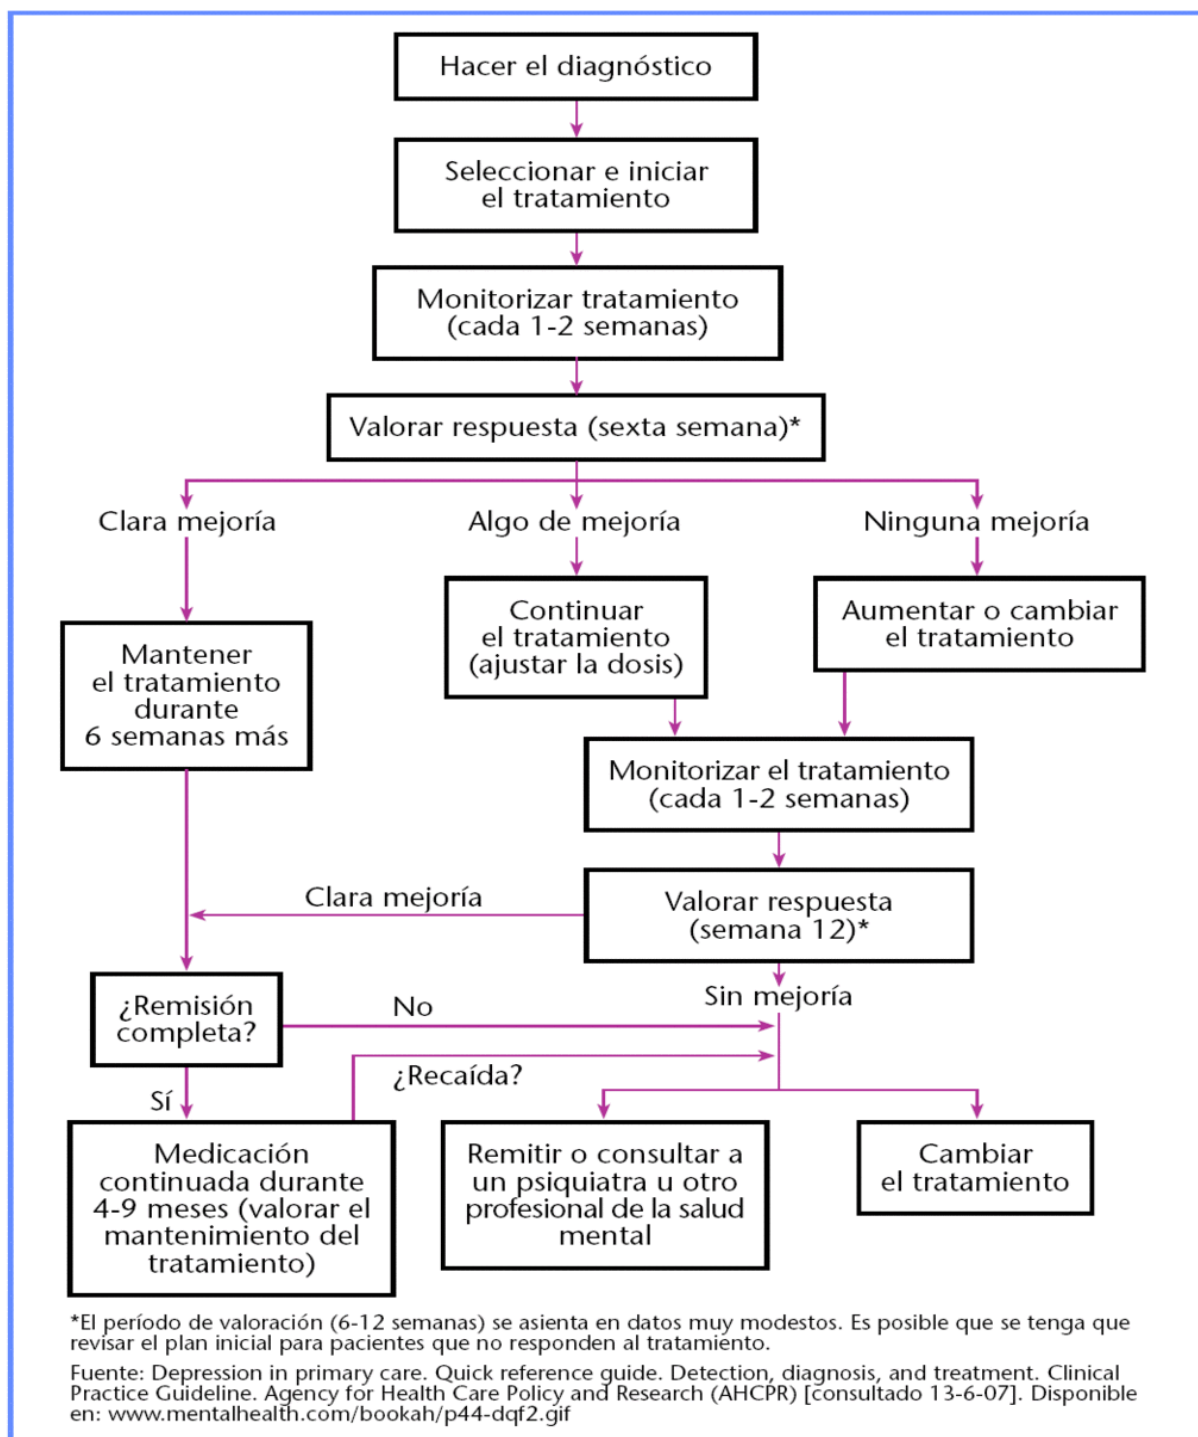 Hacer el diagnóstico
Seleccionar e iniciar
el tratamiento
Monitorizar tratamiento
(cada 1-2 semanas)
Valorar respuesta (sexta semana)*
Clara mejoría
Algo de mejoría
Ninguna mejoría
Mantener
el tratamiento
durante
6 semanas más
Continuar
el tratamiento
(ajustar la dosis)
Aumentar o cambiar
el tratamiento
Monitorizar el tratamiento
(cada 1-2 semanas)
Valorar respuesta
(semana 12)*
Clara mejoría
Sin mejoría
¿Remisión
completa?
No
¿Recaída?
Sí
Medicación
continuada durante
4-9 meses (valorar el
mantenimiento del
tratamiento)
Remitir o consultar a
un psiquiatra u otro
profesional de la salud
mental
Cambiar
el tratamiento
*El período de valoración (6-12 semanas) se asienta en datos muy modestos. Es posible que se tenga que
revisar el plan inicial para pacientes que no responden al tratamiento.
Fuente: Depression in primary care. Quick reference guide. Detection, diagnosis, and treatment. Clinical
Practice Guideline. Agency for Health Care Policy and Research (AHCPR) [consultado 13-6-07]. Disponible
en: www.mentalhealth.com/bookah/p44-dqf2.gif